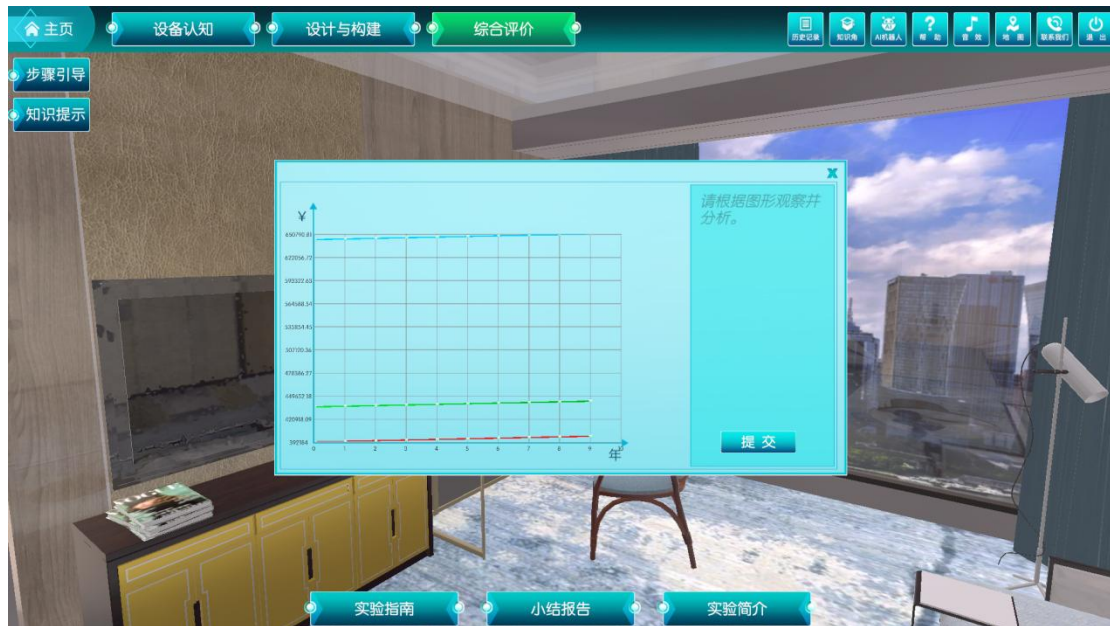 主页
设备认知
设计与构建
综合评价
历史记录
知识角
AI机器人
帮 助
音 效
地 图
联系我们
退 出
步骤引导
知识提示
X
请根据图形观察并
分析。
¥
650790.81
622056.72
593322.63
564588.54
535854.45
507120.36
478386.27
449652.18
420918.09
392184
0 1 2 3 4 5 6 7 8 9 10
年
提 交
实验指南
小结报告
实验简介